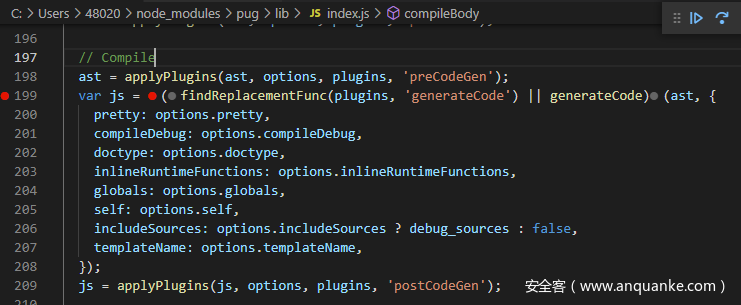 C: > Users > 48020 > node_modules > pug > lib > JS index.js > compileBody
196
197 // Compile
198 ast = applyPlugins(ast, options, plugins, 'preCodeGen');
199 var js = (findReplacementFunc(plugins, 'generateCode') || generateCode) (ast, {
200 pretty: options.pretty,
201 compileDebug: options.compileDebug,
202 doctype: options.doctype,
203 inlineRuntimeFunctions: options.inlineRuntimeFunctions,
204 globals: options.globals,
205 self: options.self,
206 includeSources: options.includeSources ? debug_sources : false,
207 templateName: options.templateName,
208 });
209 js = applyPlugins(js, options, plugins, 'postCodeGen');
安全客（www.anquanke.com）